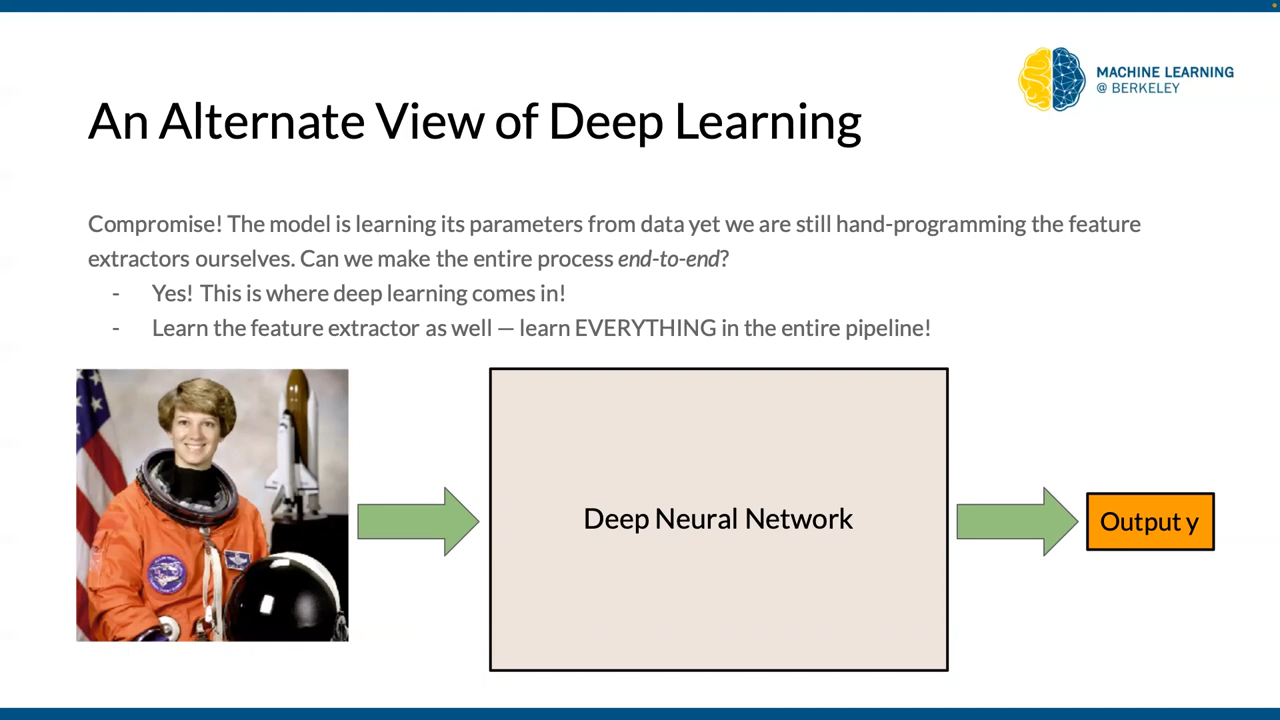 MACHINE LEARNING
@ BERKELEY
An Alternate View of Deep Learning
Compromise! The model is learning its parameters from data yet we are still hand-programming the feature
extractors ourselves. Can we make the entire process end-to-end?
- Yes! This is where deep learning comes in!
- Learn the feature extractor as well — learn EVERYTHING in the entire pipeline!
Deep Neural Network
Output y